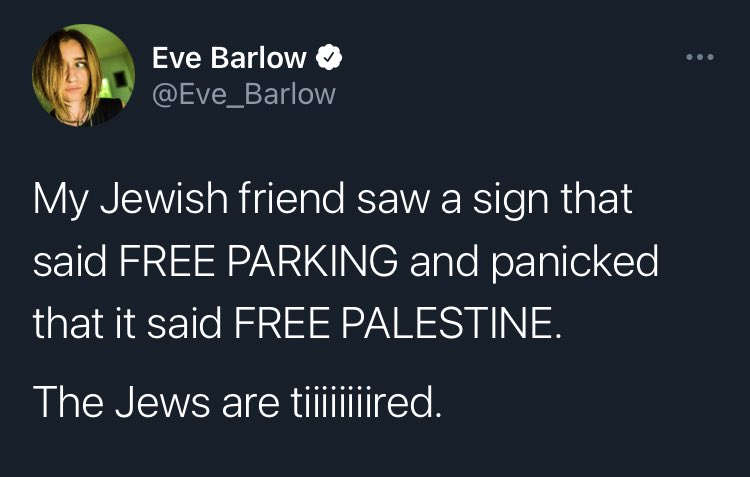 Eve Barlow
@Eve_Barlow
My Jewish friend saw a sign that
said FREE PARKING and panicked
that it said FREE PALESTINE.
The Jews are tiiiiiiiired.